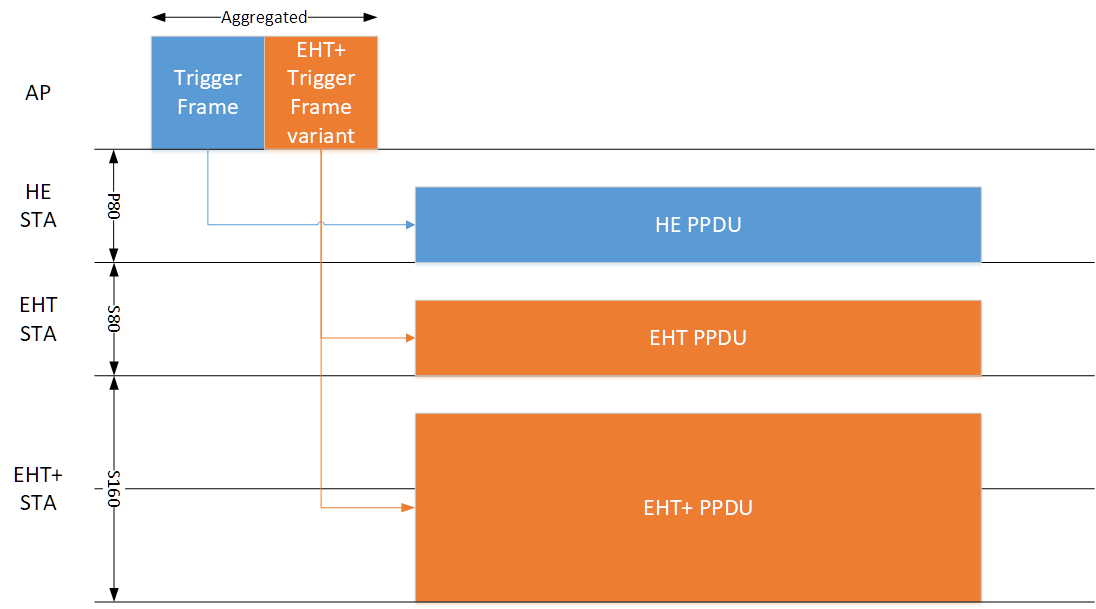 Aggregated
AP
Trigger
Frame
EHT+
Trigger
Frame
variant
HE
STA
P80
HE PPDU
EHT
STA
S80
EHT PPDU
EHT+
STA
S160
EHT+ PPDU